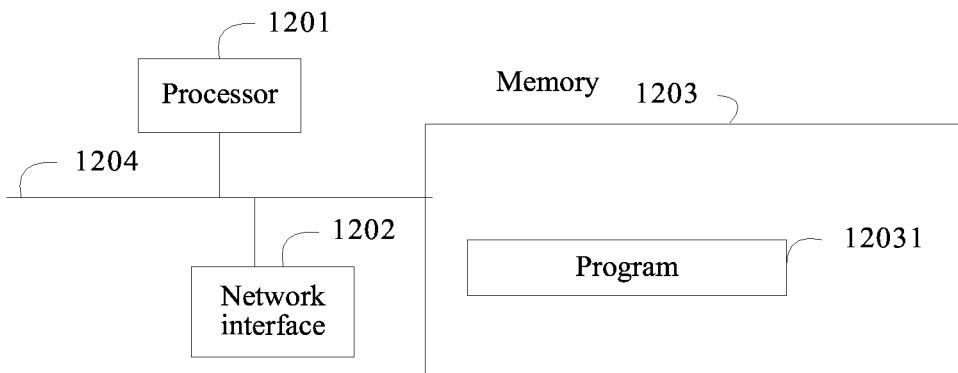 1201
Processor
Memory
1203
1204
1202
12031
Program
Network
interface